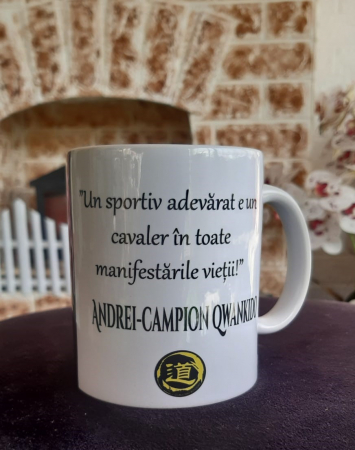 "Un sportiv adevărat e un
cavaler în toate
manifestările vieții!"
ANDREI-CAMPION QWANKIDO
道